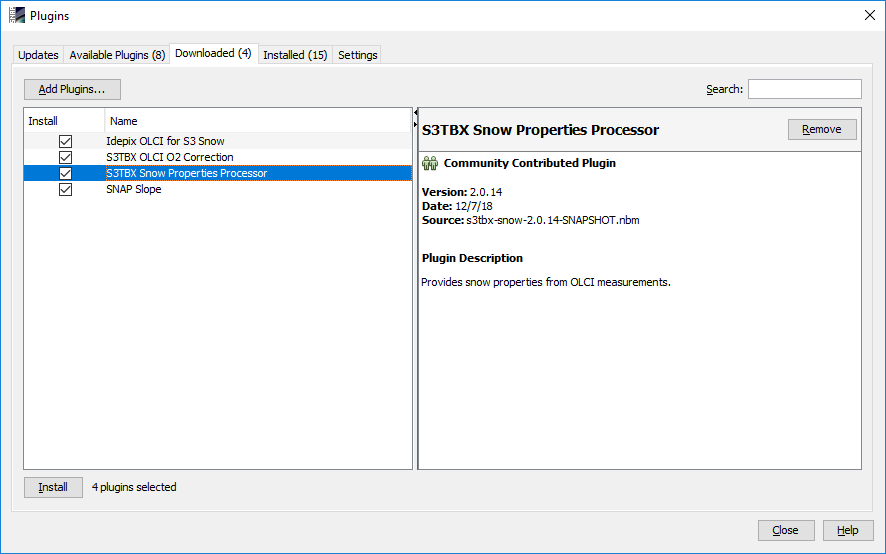 Plugins
Updates Available Plugins (8) Downloaded (4) Installed (15) Settings
Add Plugins... Search:
Install Name
Idepix OLCI for S3 Snow
S3TBX OLCI O2 Correction
S3TBX Snow Properties Processor
SNAP Slope
S3TBX Snow Properties Processor Remove
Community Contributed Plugin
Version: 2.0.14
Date: 12/7/18
Source: s3tbx-snow-2.0.14-SNAPSHOT.nbm
Plugin Description
Provides snow properties from OLCI measurements.
Install 4 plugins selected
Close Help